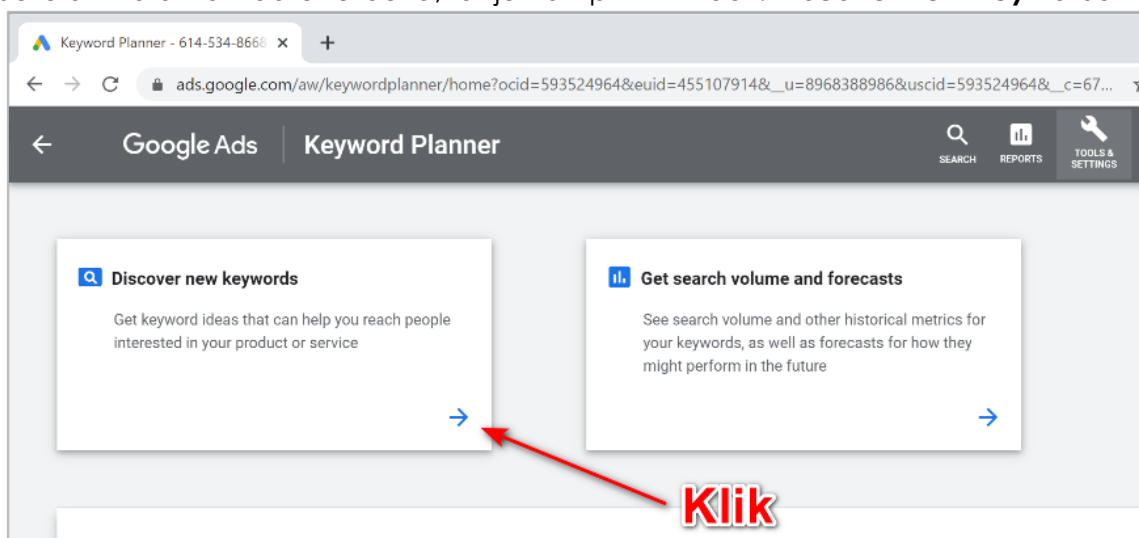 Keyword Planner - 614-534-8668
ads.google.com/aw/keywordplanner/home?ocid=593524964&euid=455107914&__u=8968388986&uscid=593524964&__c=67...
Google Ads Keyword Planner
SEARCH
REPORTS
TOOLS &
SETTINGS
Discover new keywords
Get keyword ideas that can help you reach people
interested in your product or service
Get search volume and forecasts
See search volume and other historical metrics for
your keywords, as well as forecasts for how they
might perform in the future
Klik